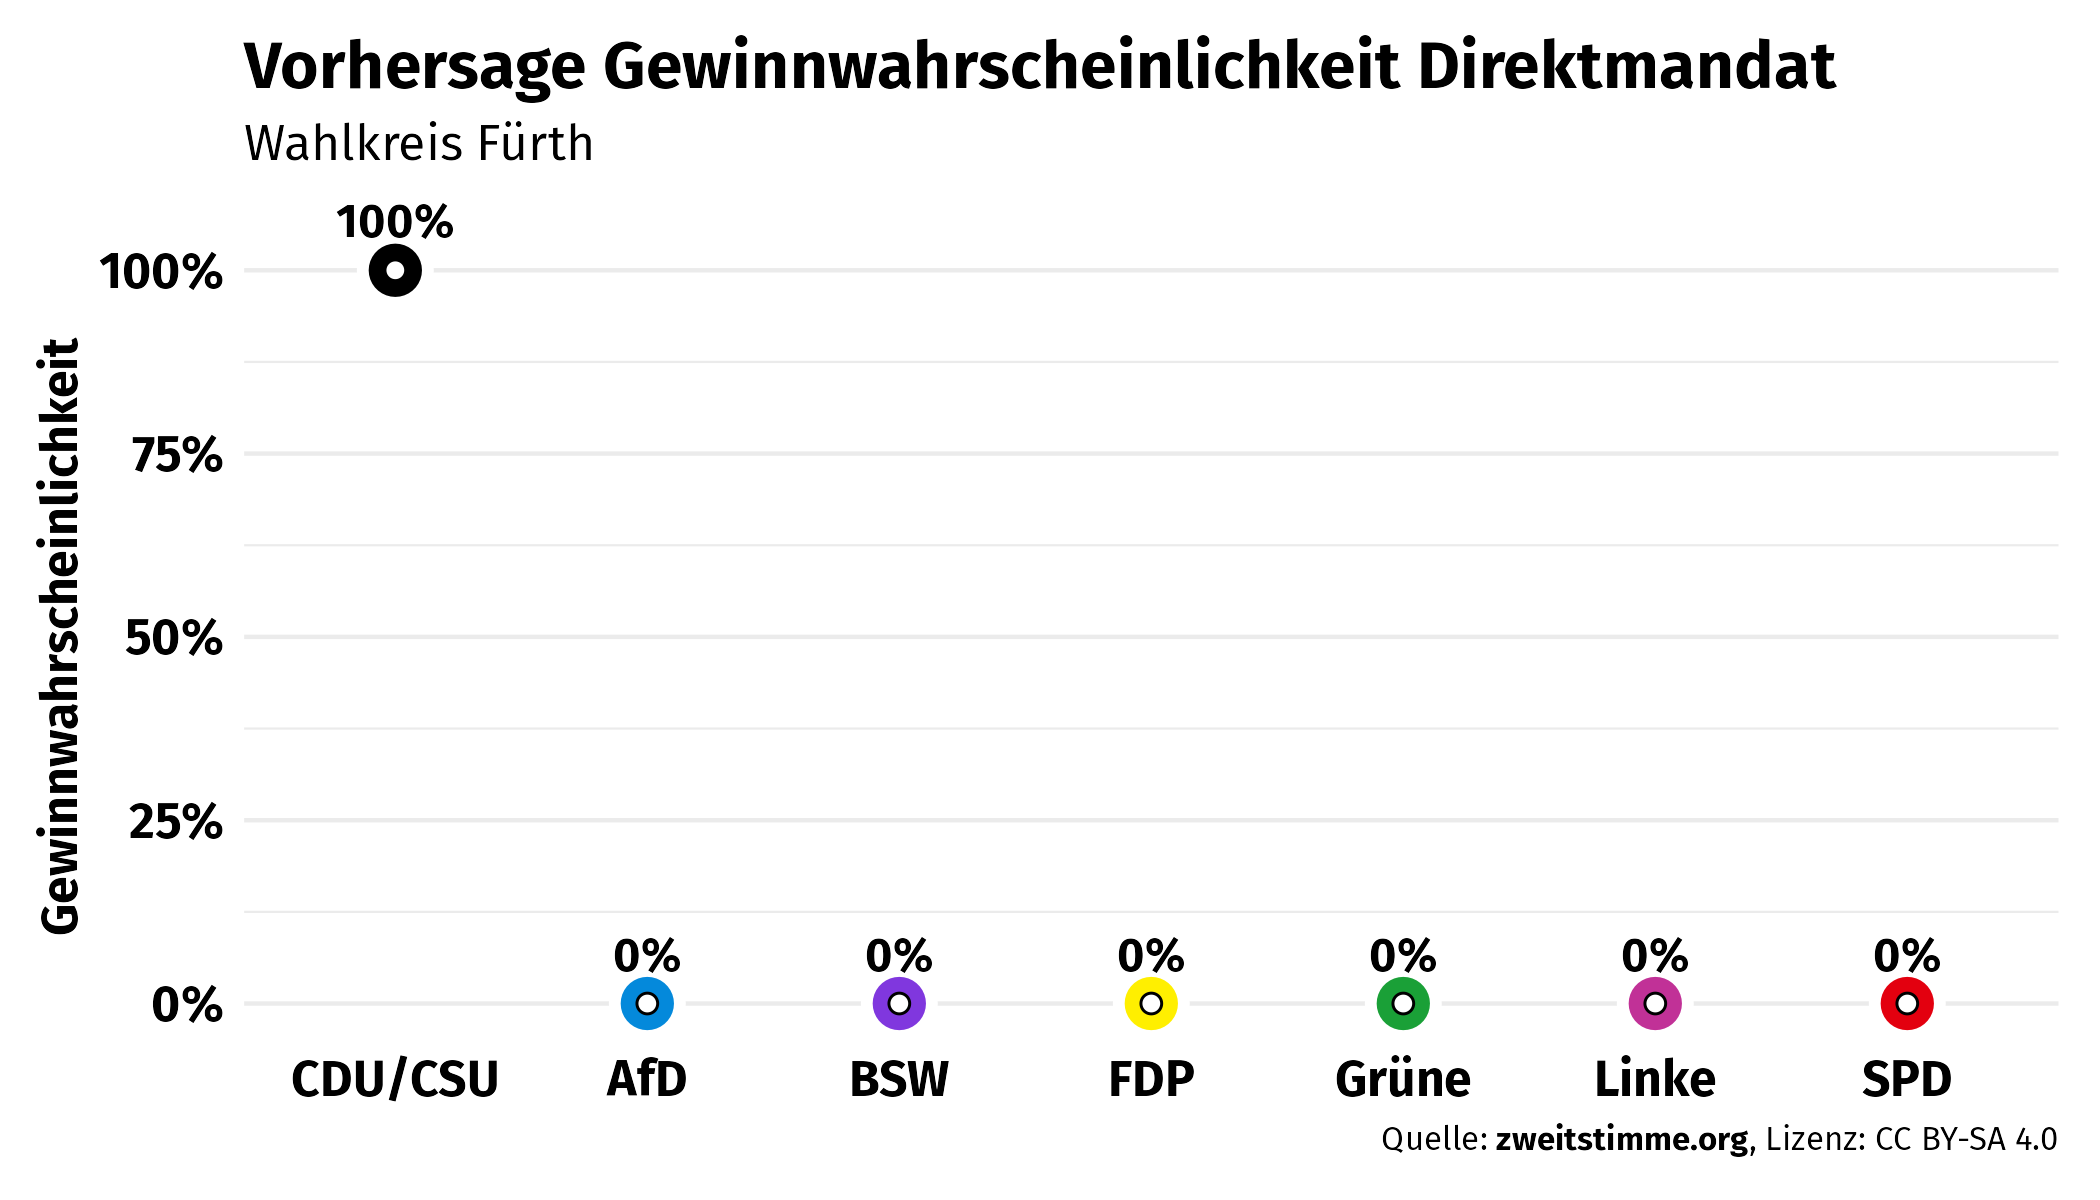 Vorhersage Gewinnwahrscheinlichkeit Direktmandat
Wahlkreis Fürth
Gewinnwahrscheinlichkeit
100%
100%
75%
50%
25%
0%
0% 0% 0% 0% 0% 0%
CDU/CSU AfD BSW FDP Grüne Linke SPD
Quelle: zweitstimme.org, Lizenz: CC BY-SA 4.0